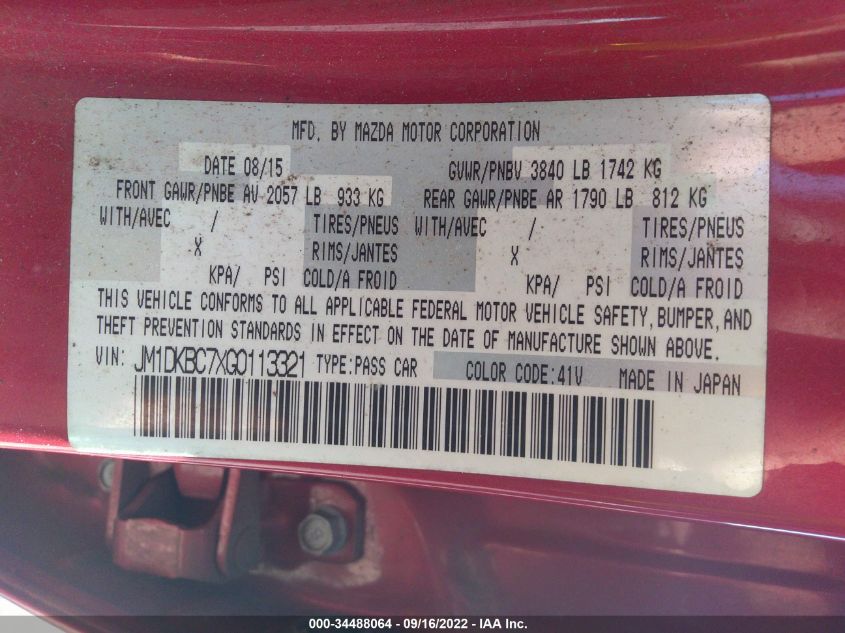 MFD. BY MAZDA MOTOR CORPORATION
DATE 08/15 GVWR/PNBV 3840 LB 1742 KG
FRONT GAWR/PNBE AV 2057 LB 933 KG REAR GAWR/PNBE AR 1790 LB 812 KG
WITH/AVEC / TIRES/PNEUS WITH/AVEC / TIRES/PNEUS
X RIMS/JANTES X RIMS/JANTES
KPA/ PSI COLD/A FROID KPA/ PSI COLD/A FROID
THIS VEHICLE CONFORMS TO ALL APPLICABLE FEDERAL MOTOR VEHICLE SAFETY, BUMPER, AND
THEFT PREVENTION STANDARDS IN EFFECT ON THE DATE OF MANUFACTURE SHOWN ABOVE.
VIN: JM1DKBC7XG0113321 TYPE:PASS CAR COLOR CODE:41V MADE IN JAPAN
000-34488064 - 09/16/2022 - IAA Inc.